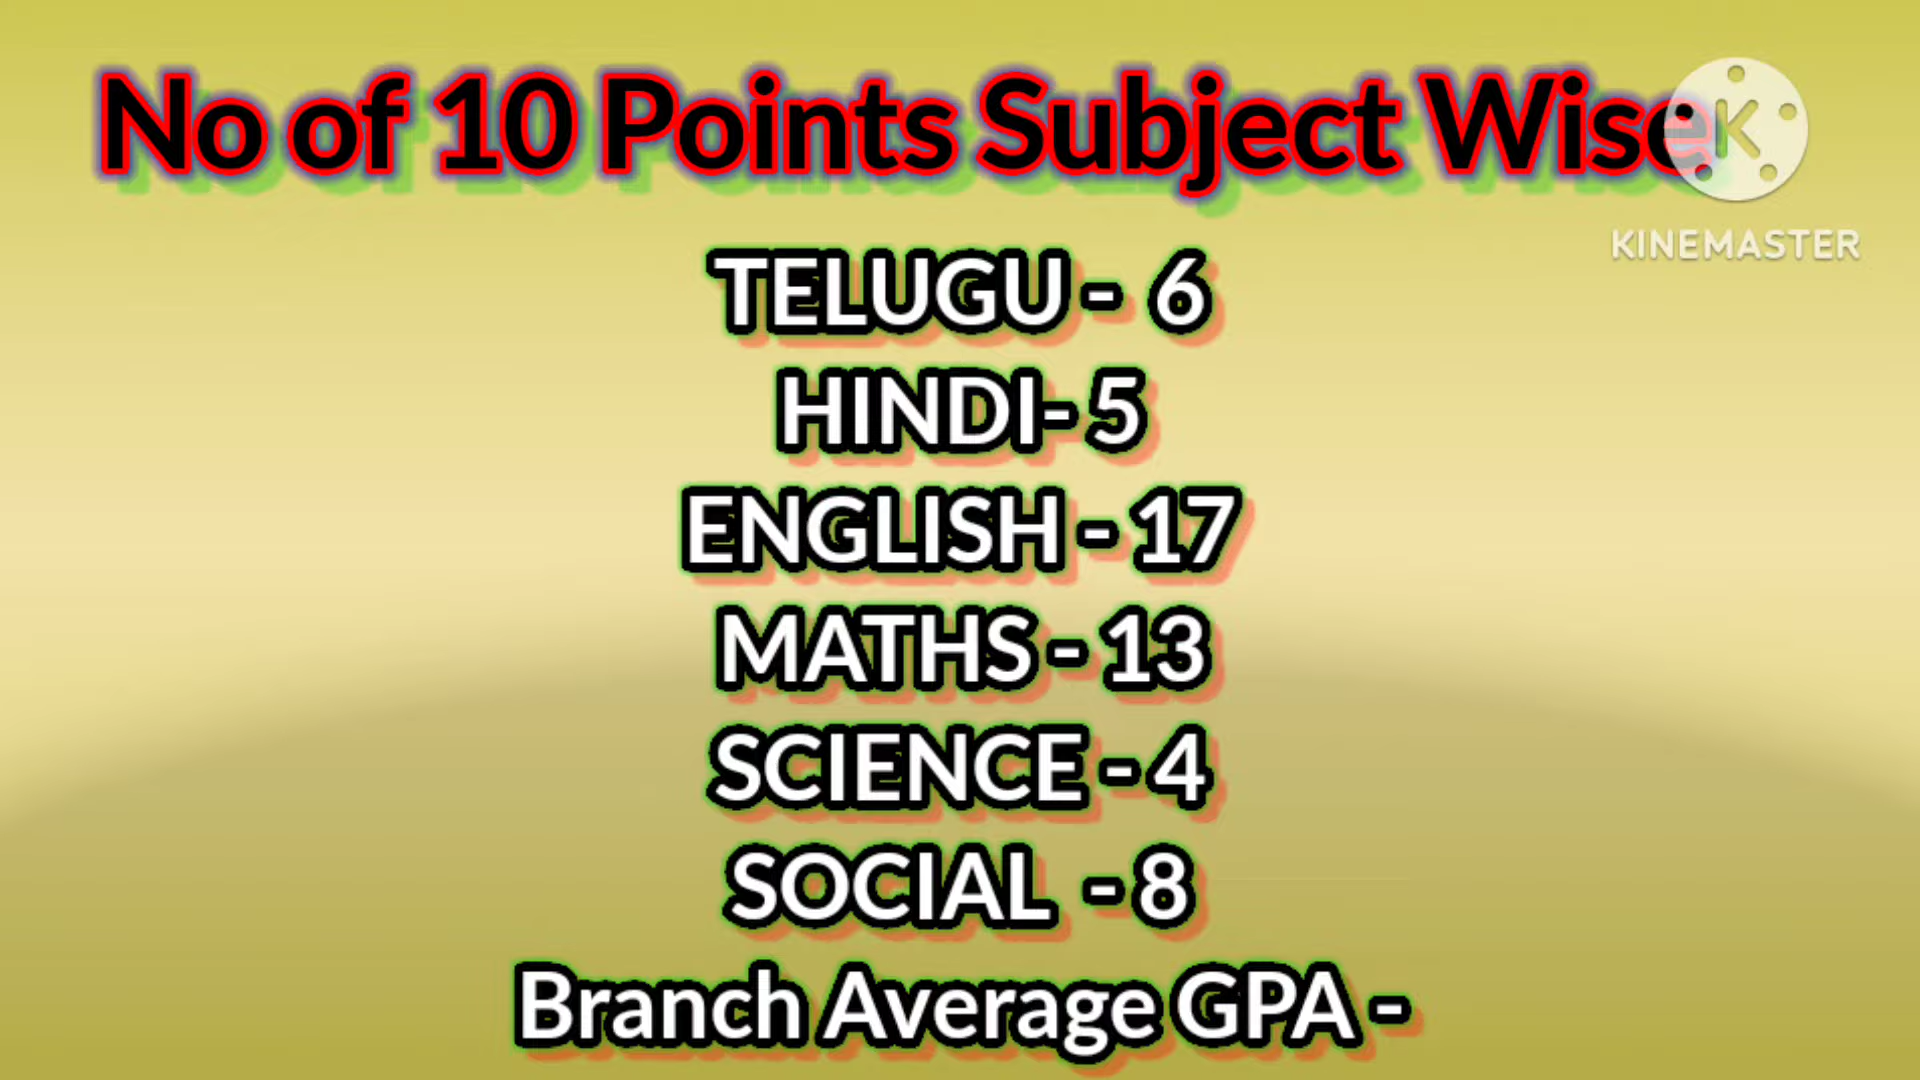 No of 10 Points Subject Wise
K
KINEMASTER
TELUGU - 6
HINDI- 5
ENGLISH - 17
MATHS - 13
SCIENCE - 4
SOCIAL - 8
Branch Average GPA -